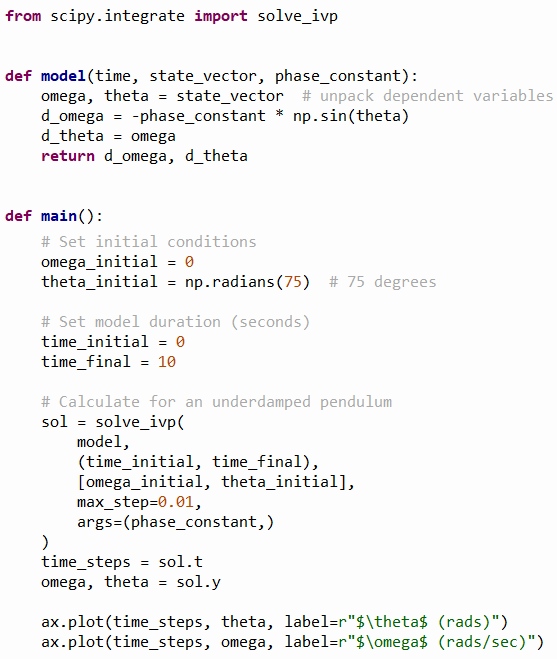 from scipy.integrate import solve_ivp
def model(time, state_vector, phase_constant):
    omega, theta = state_vector  # unpack dependent variables
    d_omega = -phase_constant * np.sin(theta)
    d_theta = omega
    return d_omega, d_theta
def main():
    # Set initial conditions
    omega_initial = 0
    theta_initial = np.radians(75)  # 75 degrees
    # Set model duration (seconds)
    time_initial = 0
    time_final = 10
    # Calculate for an underdamped pendulum
    sol = solve_ivp(
        model,
        (time_initial, time_final),
        [omega_initial, theta_initial],
        max_step=0.01,
        args=(phase_constant,)
    )
    time_steps = sol.t
    omega, theta = sol.y
    ax.plot(time_steps, theta, label=r"$\theta$ (rads)")
    ax.plot(time_steps, omega, label=r"$\omega$ (rads/sec)")